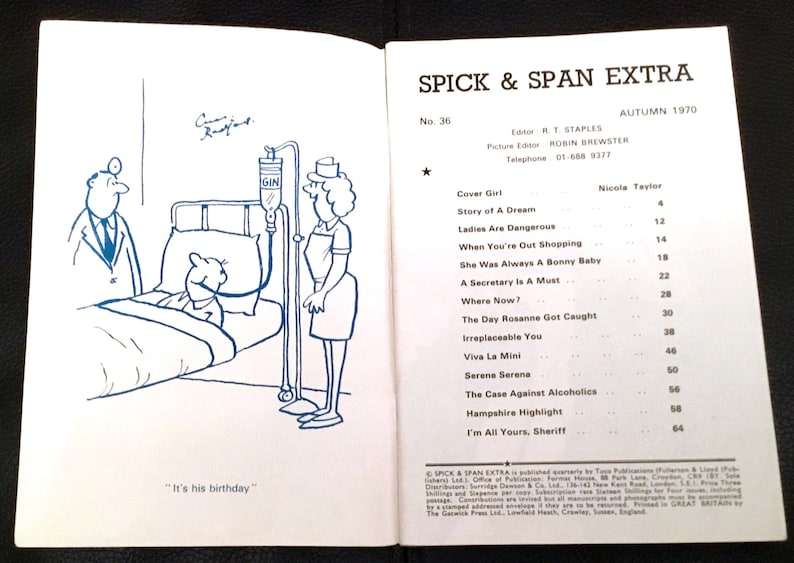 Radford.
GIN
"It's his birthday"
SPICK & SPAN EXTRA
No. 36 AUTUMN 1970
Editor : R. T. STAPLES
Picture Editor : ROBIN BREWSTER
Telephone : 01-688 9377
Cover Girl .. .. Nicola Taylor
Story of A Dream .. .. 4
Ladies Are Dangerous .. .. 12
When You're Out Shopping .. .. 14
She Was Always A Bonny Baby .. 18
A Secretary Is A Must .. .. 22
Where Now? .. .. .. 28
The Day Rosanne Got Caught .. 30
Irreplaceable You .. .. .. 38
Viva La Mini .. .. .. 46
Serene Serena .. .. .. 50
The Case Against Alcoholics .. .. 56
Hampshire Highlight .. .. 58
I'm All Yours, Sheriff .. .. 64
© SPICK & SPAN EXTRA is published quarterly by Toco Publications (Fullerton & Lloyd (Pub-
lishers) Ltd.). Office of Publication: Formas House, 88 Park Lane, Croydon, CR9 1BY. Sole
Distributors: Surridge Dawson & Co. Ltd., 136-142 New Kent Road, London, S.E.1. Price Three
Shillings and Sixpence per copy. Subscription rate Sixteen Shillings for Four issues, including
postage. Constributions are invited but all manuscripts and photographs must be accompanied
by a stamped addressed envelope if they are to be returned. Printed in GREAT BRITAIN by
The Gatwick Press Ltd., Lowfield Heath, Crawley, Sussex, England.